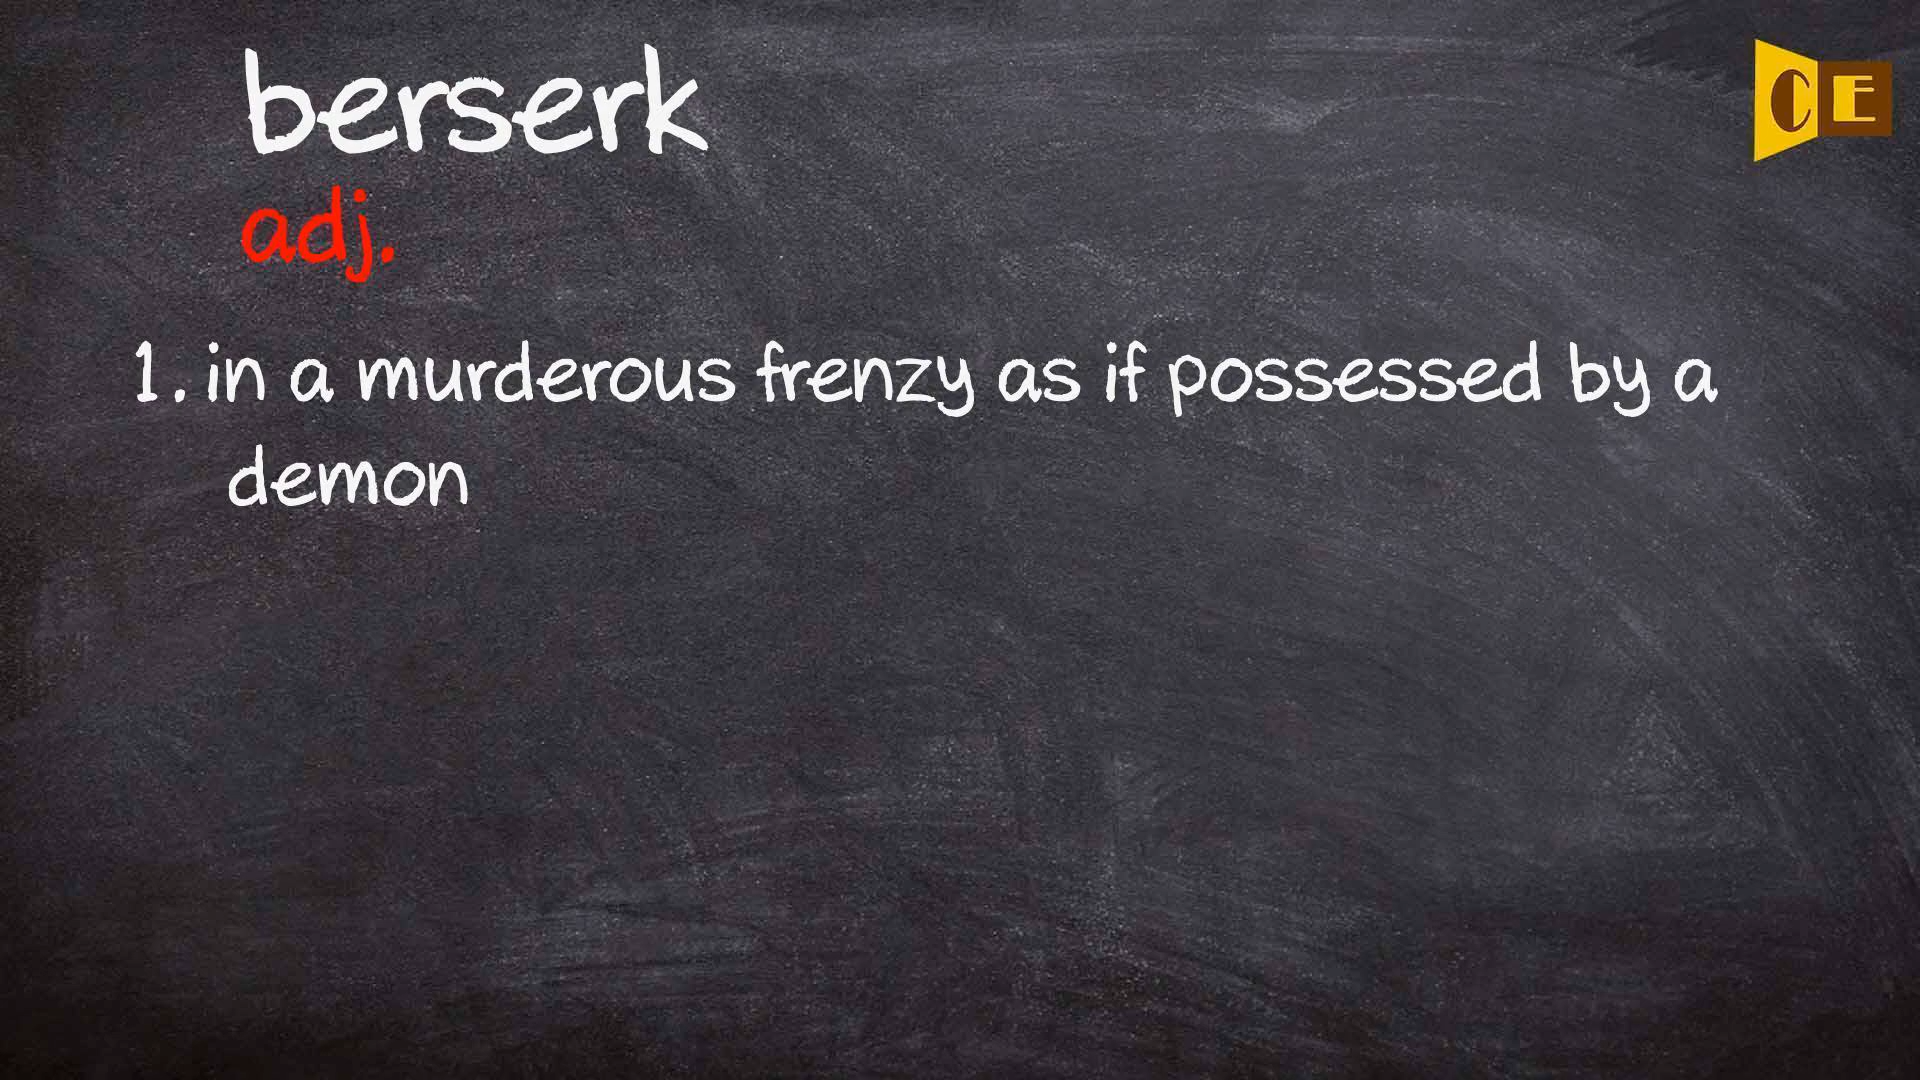 berserk
CE
adj.
1. in a murderous frenzy as if possessed by a
demon